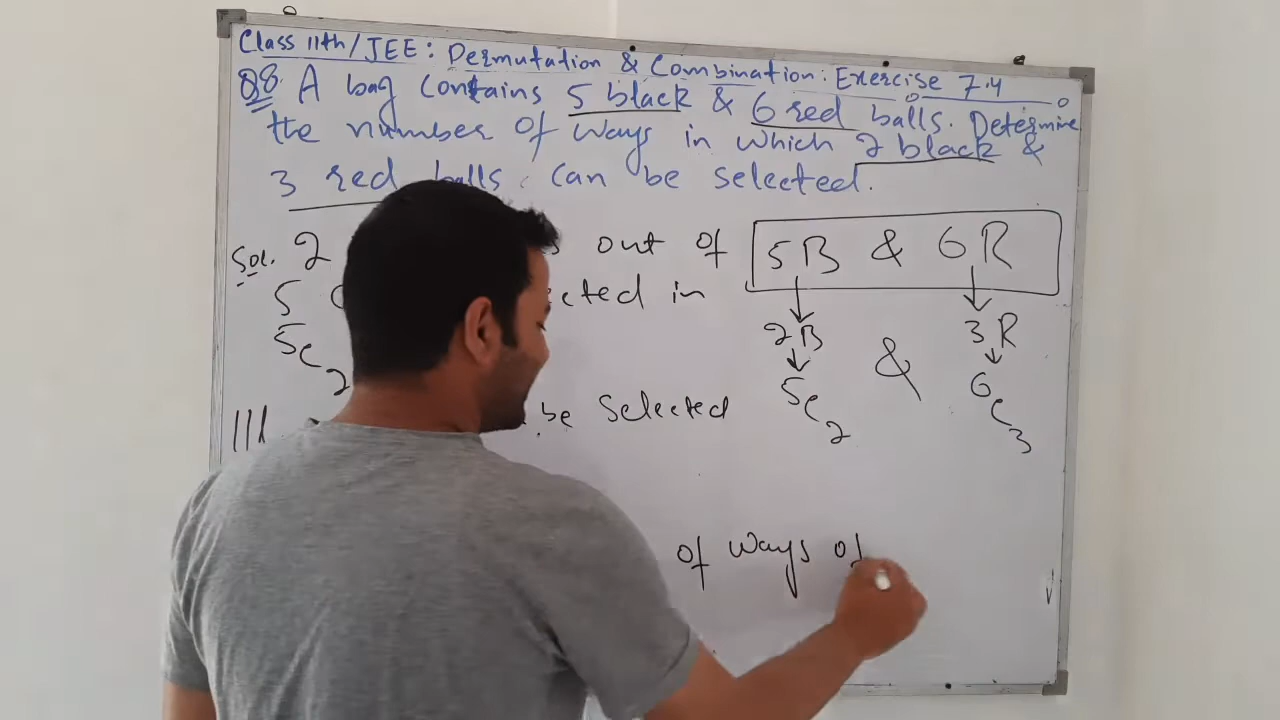 Class 11th/JEE: Permutation & Combination: Exercise 7.4
Q8. A bag contains 5 black & 6 red balls. Determine
the number of ways in which 2 black &
3 red balls can be selected.
Sol. 2 out of
5 cted in
5c2
be selected
of ways of
5B & 6R
2B & 3R
5c2 6c3